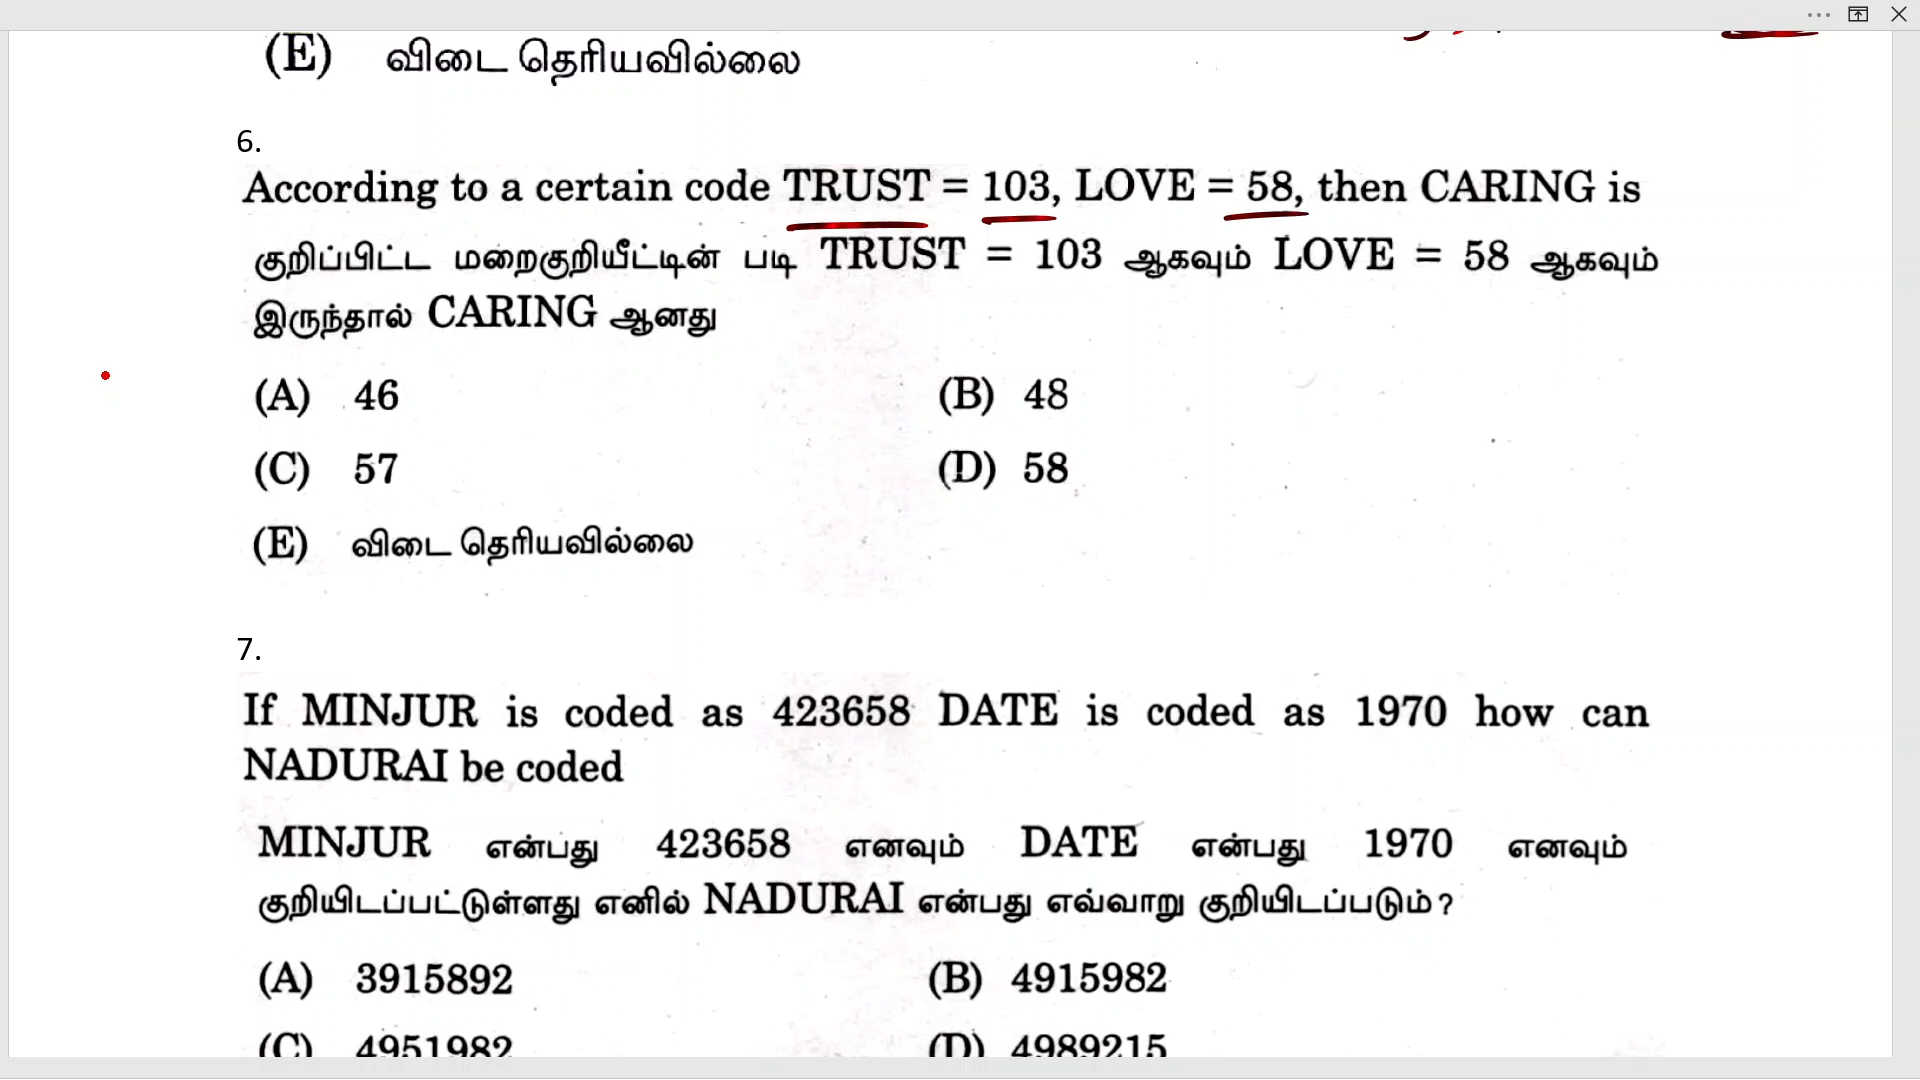 (E) விடை தெரியவில்லை
6.
According to a certain code TRUST = 103, LOVE = 58, then CARING is
குறிப்பிட்ட மறைகுறியீட்டின் படி TRUST = 103 ஆகவும் LOVE = 58 ஆகவும்
இருந்தால் CARING ஆனது
(A) 46 (B) 48
(C) 57 (D) 58
(E) விடை தெரியவில்லை
7.
If MINJUR is coded as 423658 DATE is coded as 1970 how can
NADURAI be coded
MINJUR என்பது 423658 எனவும் DATE என்பது 1970 எனவும்
குறியிடப்பட்டுள்ளது எனில் NADURAI என்பது எவ்வாறு குறியிடப்படும்?
(A) 3915892 (B) 4915982
(C) 4951982 (D) 4989215